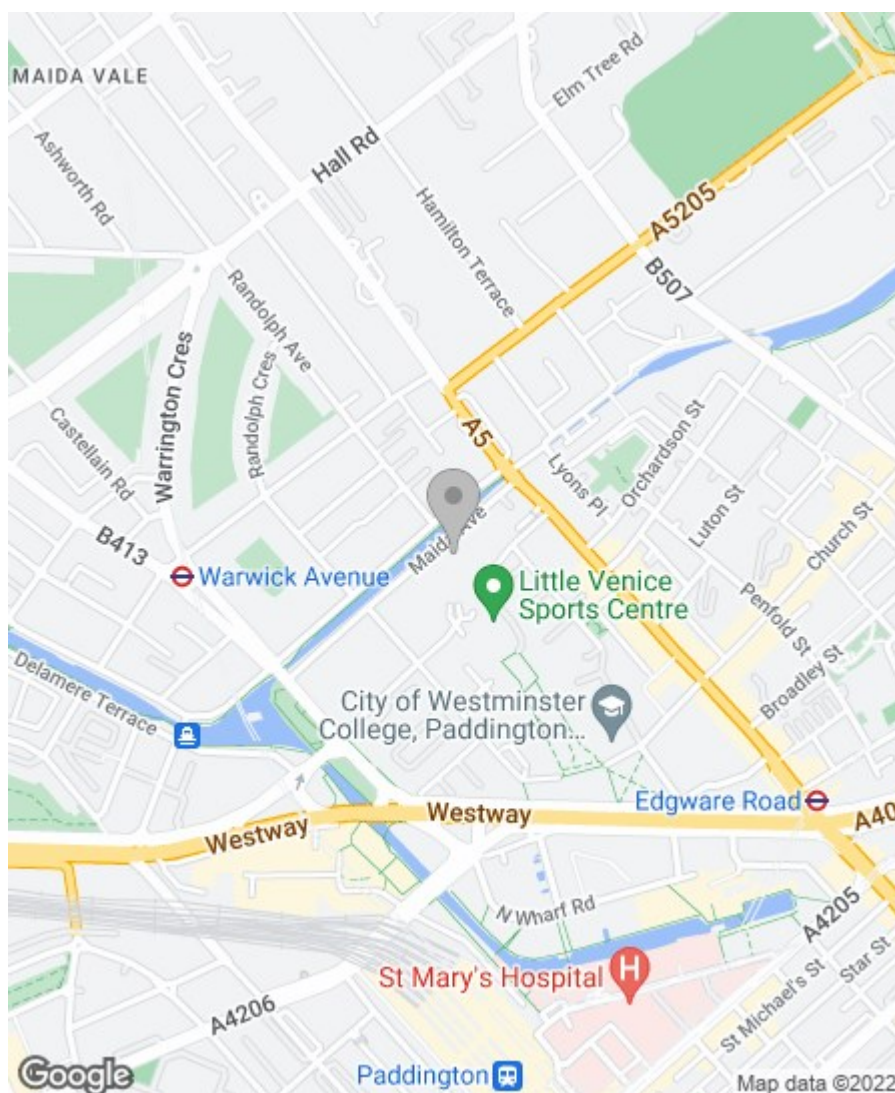 MAIDA VALE
Elm Tree Rd
Ashworth Rd
Hall Rd
Hamilton Terrace
A5205
B507
Randolph Ave
Warrington Cres
Randolph Cres
Castellain Rd
A5
Lyons Pl
Orchardson St
Luton St
Church St
B413
Maida Ave
Warwick Avenue
Little Venice
Sports Centre
Penfold St
Broadley St
Delamere Terrace
City of Westminster
College, Paddington...
Edgware Road
Westway
Westway
A40
N Wharf Rd
A4205
Star St
St Michael's St
St Mary's Hospital
H
A4206
Paddington
Google
Map data ©2022